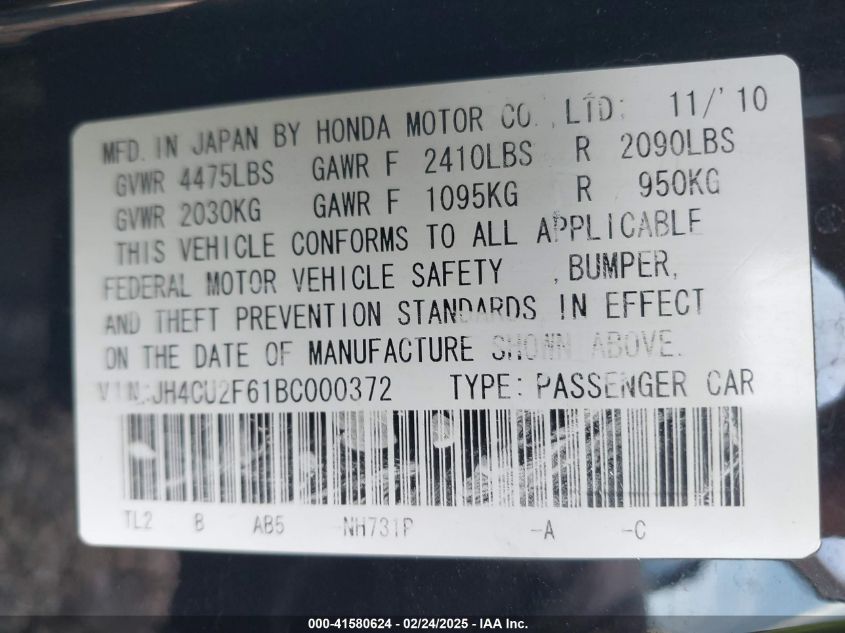 MFD. IN JAPAN BY HONDA MOTOR CO., LTD. 11/'10
GVWR 4475LBS GAWR F 2410LBS R 2090LBS
GVWR 2030KG GAWR F 1095KG R 950KG
THIS VEHICLE CONFORMS TO ALL APPLICABLE
FEDERAL MOTOR VEHICLE SAFETY , BUMPER,
AND THEFT PREVENTION STANDARDS IN EFFECT
ON THE DATE OF MANUFACTURE SHOWN ABOVE.
VIN:JH4CU2F61BC000372 TYPE: PASSENGER CAR
TL2 B AB5 -NH731P -A -C
000-41580624 - 02/24/2025 - IAA Inc.